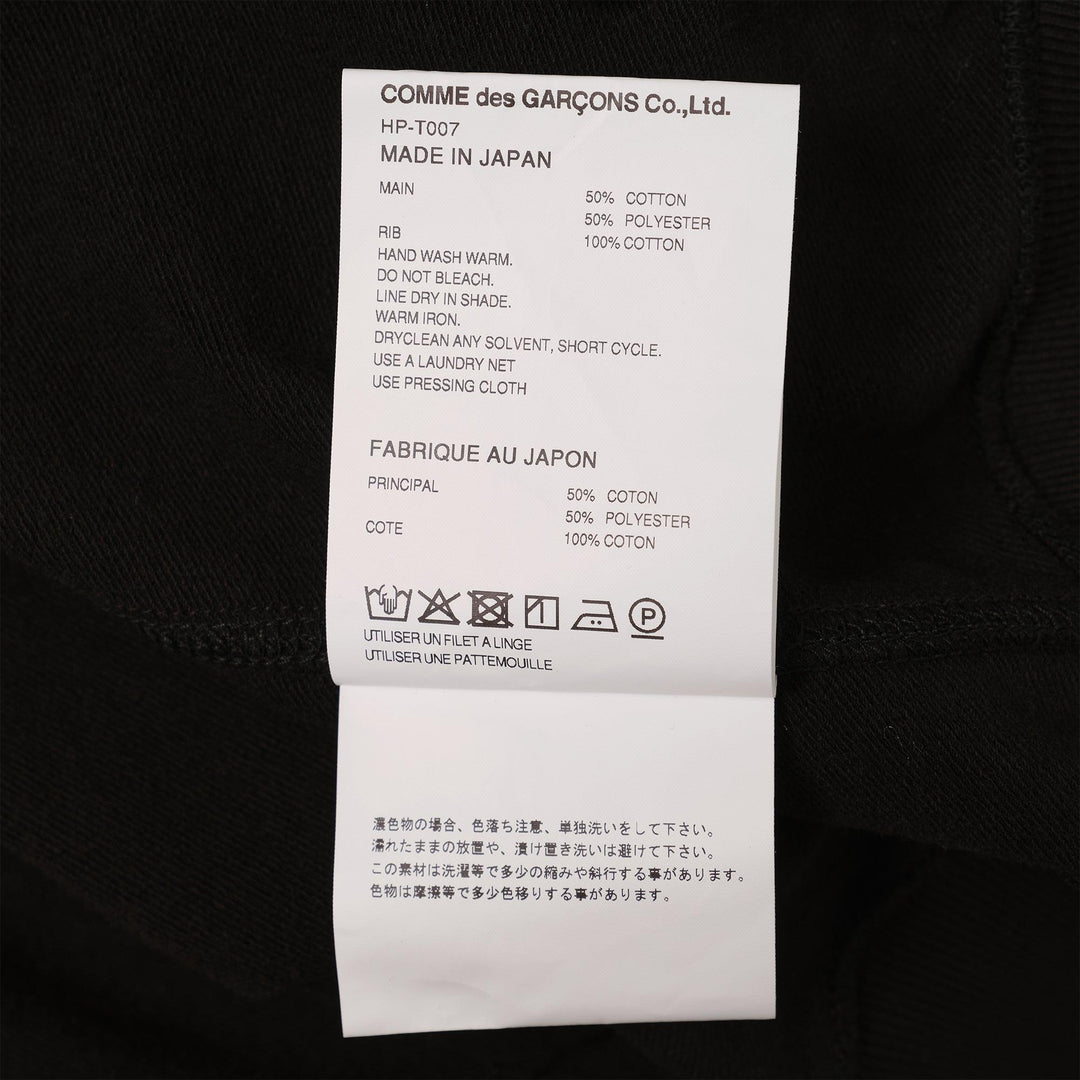 COMME des GARÇONS Co.,Ltd.
HP-T007
MADE IN JAPAN
MAIN 50% COTTON
50% POLYESTER
RIB 100% COTTON
HAND WASH WARM.
DO NOT BLEACH.
LINE DRY IN SHADE.
WARM IRON.
DRYCLEAN ANY SOLVENT, SHORT CYCLE.
USE A LAUNDRY NET
USE PRESSING CLOTH
FABRIQUE AU JAPON
PRINCIPAL 50% COTON
50% POLYESTER
COTE 100% COTON
P
UTILISER UN FILET A LINGE
UTILISER UNE PATTEMOUILLE
濃色物の場合、色落ち注意、単独洗いをして下さい。
濡れたままの放置や、漬け置き洗いは避けて下さい。
この素材は洗濯等で多少の縮みや斜行する事があります。
色物は摩擦等で多少色移りする事があります。